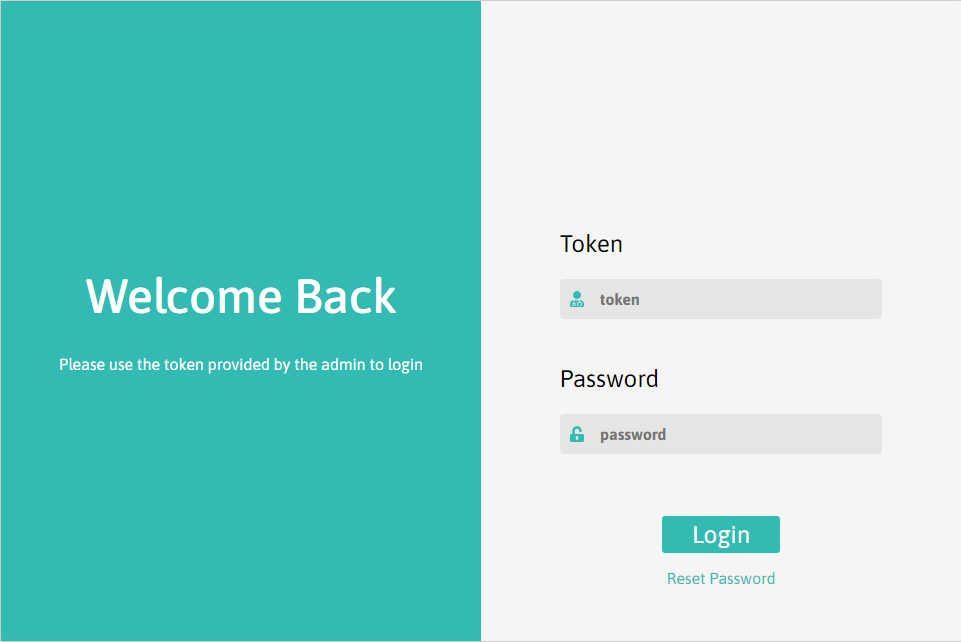 Welcome Back
Please use the token provided by the admin to login
Token
token
Password
password
Login
Reset Password